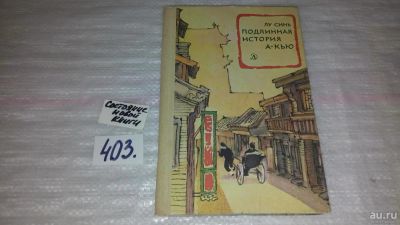 ЛУ СИНЬ
ПОДЛИННАЯ
ИСТОРИЯ
А-КЬЮ
Состояние
новой
книги
403.
au.ru